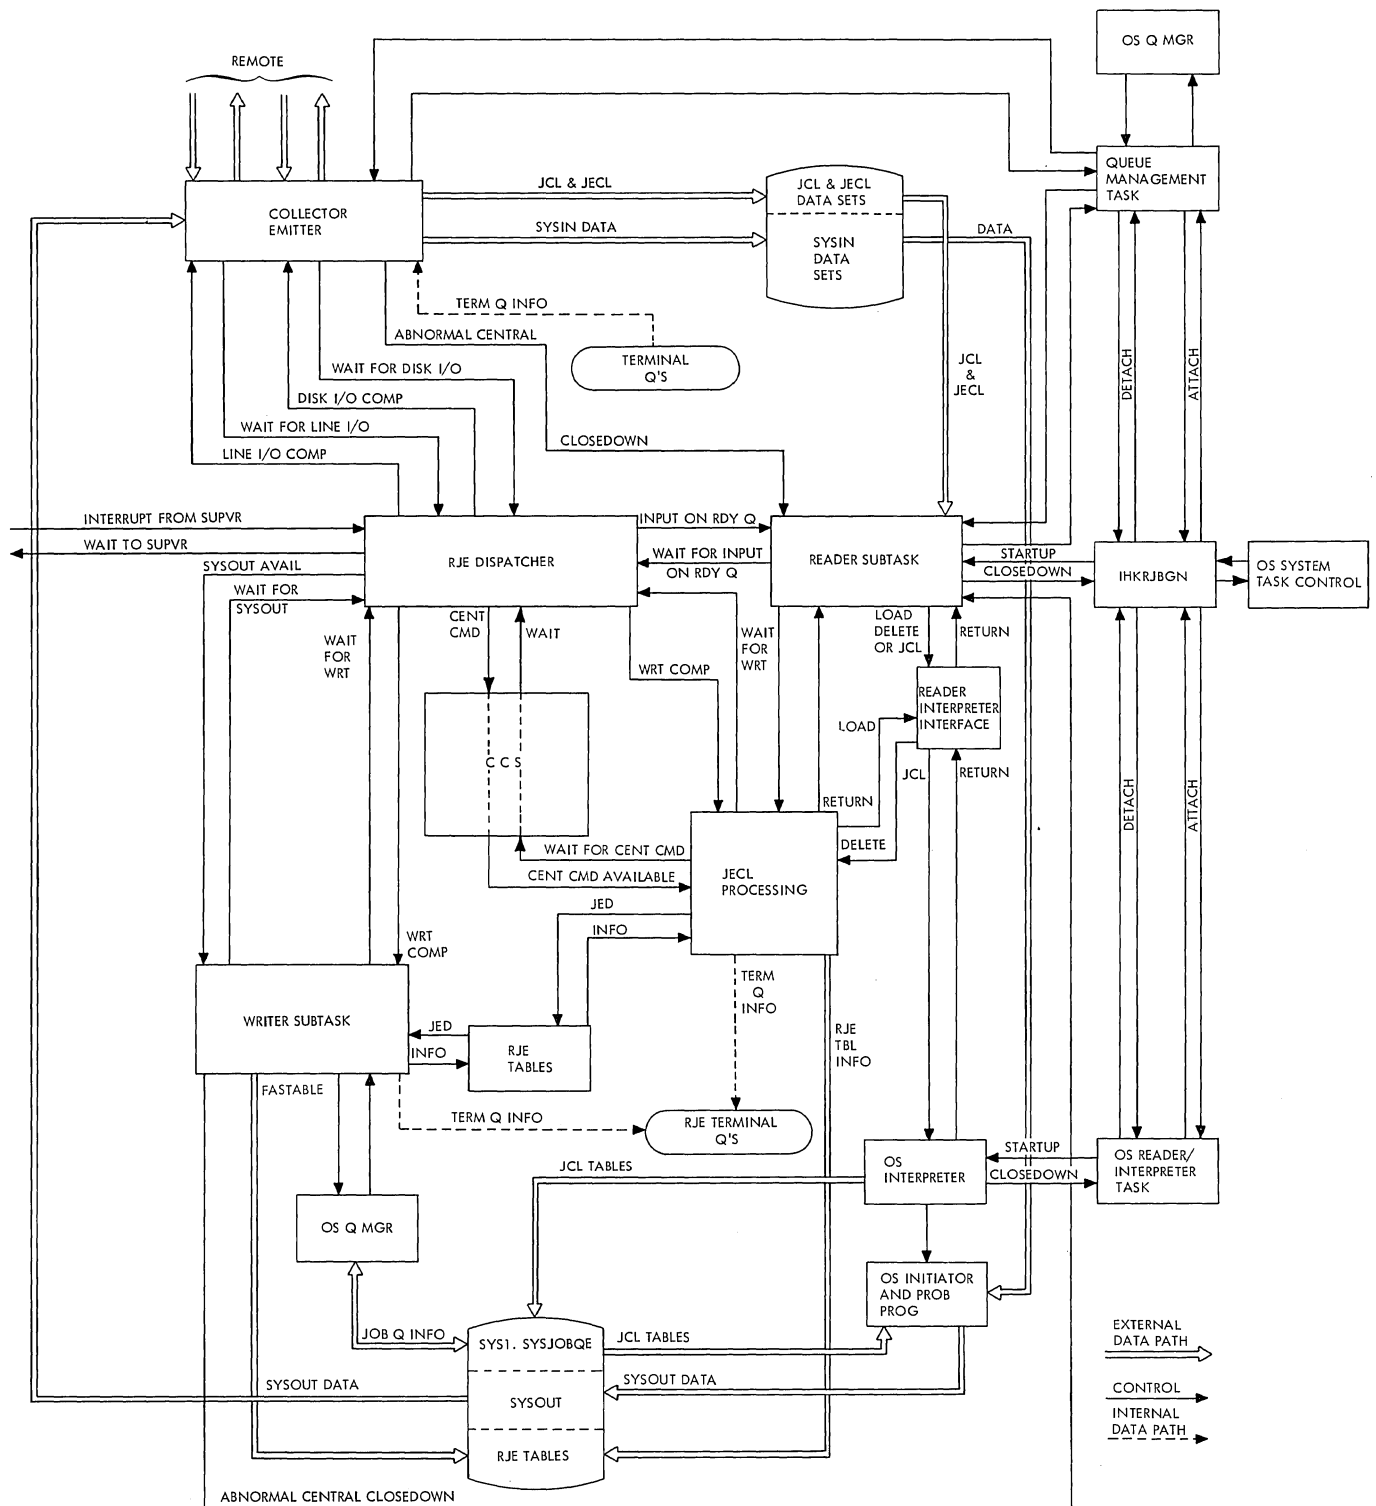 OS Q MGR
REMOTE
QUEUE
MANAGEMENT
TASK
JCL & JECL
JCL & JECL
DATA SETS
COLLECTOR
EMITTER
SYSIN DATA
SYSIN
DATA
SETS
DATA
TERM Q INFO
ABNORMAL CENTRAL
TERMINAL
Q'S
WAIT FOR DISK I/O
DISK I/O COMP
WAIT FOR LINE I/O
LINE I/O COMP
CLOSEDOWN
JCL
&
JECL
DETACH
ATTACH
INTERRUPT FROM SUPVR
WAIT TO SUPVR
RJE DISPATCHER
INPUT ON RDY Q
WAIT FOR INPUT
ON RDY Q
READER SUBTASK
STARTUP
CLOSEDOWN
IHKRJBGN
OS SYSTEM
TASK CONTROL
SYSOUT AVAIL
WAIT FOR
SYSOUT
WAIT
FOR
WRT
CENT
CMD
WAIT
WRT COMP
WAIT
FOR
WRT
LOAD
DELETE
OR JCL
RETURN
READER
INTERPRETER
INTERFACE
LOAD
C C S
JCL
RETURN
RETURN
DETACH
ATTACH
DELETE
WAIT FOR CENT CMD
CENT CMD AVAILABLE
JECL
PROCESSING
JED
INFO
WRT
COMP
TERM
Q
INFO
WRITER SUBTASK
JED
INFO
RJE
TABLES
RJE
TBL
INFO
FASTABLE
TERM Q INFO
RJE TERMINAL
Q'S
JCL TABLES
OS
INTERPRETER
STARTUP
CLOSEDOWN
OS READER/
INTERPRETER
TASK
OS Q MGR
OS INITIATOR
AND PROB
PROG
JOB Q INFO
SYS1. SYSJOBQE
JCL TABLES
EXTERNAL
DATA PATH
SYSOUT DATA
SYSOUT
SYSOUT DATA
CONTROL
INTERNAL
DATA PATH
RJE TABLES
ABNORMAL CENTRAL CLOSEDOWN